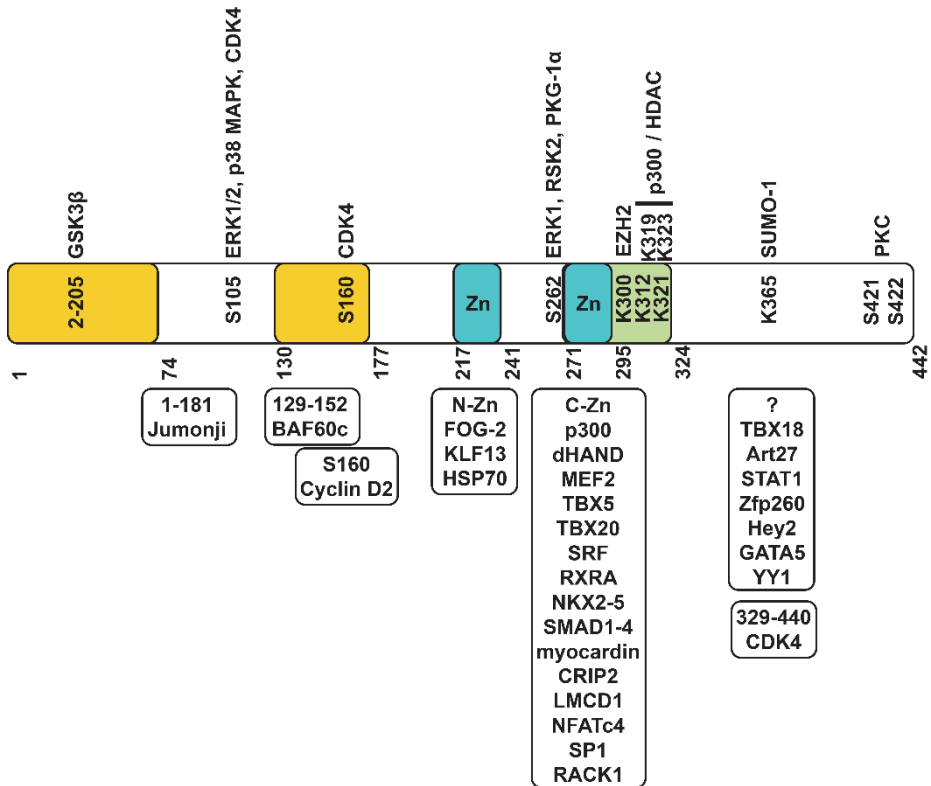 GSK3β
ERK1/2, p38 MAPK, CDK4
CDK4
ERK1, RSK2, PKG-1α
EZH2
p300 / HDAC
K319
K323
SUMO-1
PKC
2-205
S105
S160
Zn
S262
Zn
K300
K312
K321
K365
S421
S422
1
74
130
177
217
241
271
295
324
442
1-181
Jumonji
129-152
BAF60c
S160
Cyclin D2
N-Zn
FOG-2
KLF13
HSP70
C-Zn
p300
dHAND
MEF2
TBX5
TBX20
SRF
RXRA
NKX2-5
SMAD1-4
myocardin
CRIP2
LMCD1
NFATc4
SP1
RACK1
?
TBX18
Art27
STAT1
Zfp260
Hey2
GATA5
YY1
329-440
CDK4